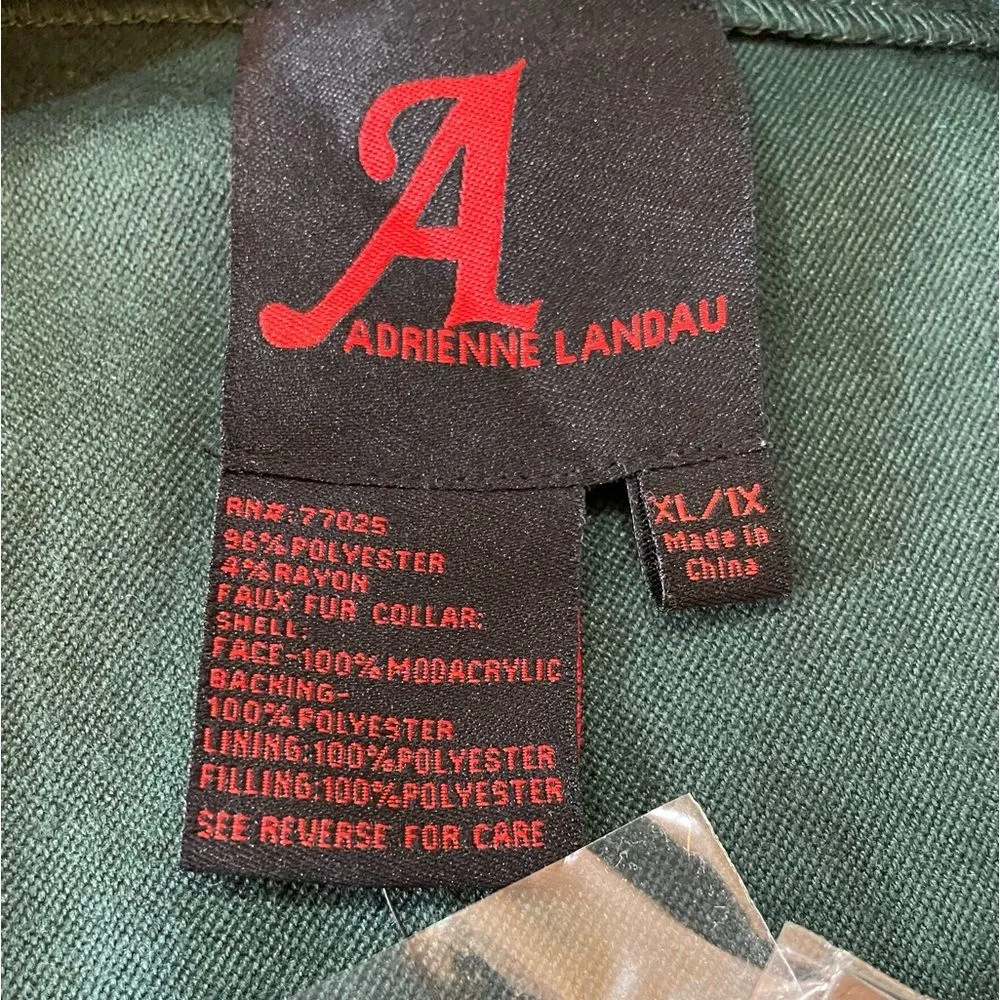 A
ADRIENNE LANDAU
RN#:77025
96%POLYESTER
4%RAYON
FAUX FUR COLLAR:
SHELL:
FACE-100%MODACRYLIC
BACKING-
100%POLYESTER
LINING:100%POLYESTER
FILLING:100%POLYESTER
SEE REVERSE FOR CARE
XL/1X
Made in
China